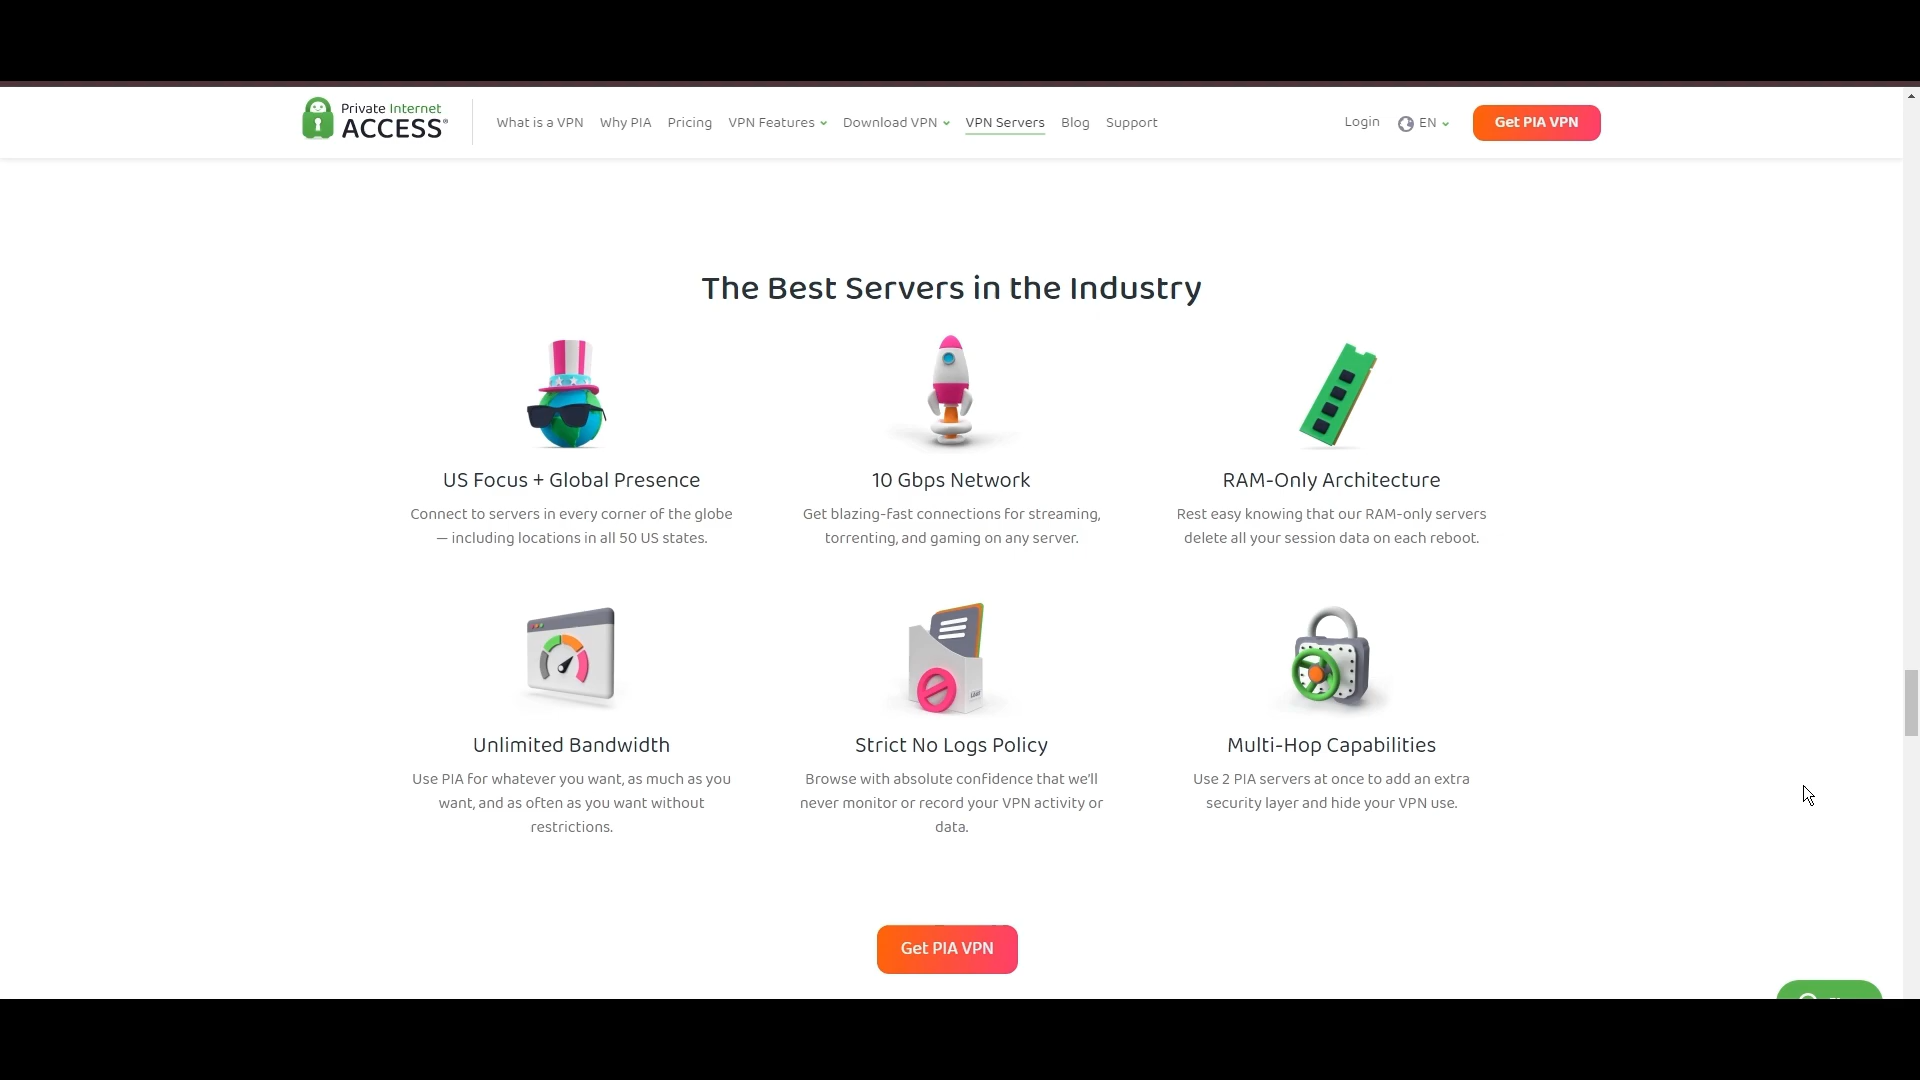 Private Internet
ACCESS®
What is a VPN Why PIA Pricing VPN Features Download VPN VPN Servers Blog Support
Login EN Get PIA VPN
The Best Servers in the Industry
US Focus + Global Presence
Connect to servers in every corner of the globe
— including locations in all 50 US states.
10 Gbps Network
Get blazing-fast connections for streaming,
torrenting, and gaming on any server.
RAM-Only Architecture
Rest easy knowing that our RAM-only servers
delete all your session data on each reboot.
Unlimited Bandwidth
Use PIA for whatever you want, as much as you
want, and as often as you want without
restrictions.
Strict No Logs Policy
Browse with absolute confidence that we’ll
never monitor or record your VPN activity or
data.
Multi-Hop Capabilities
Use 2 PIA servers at once to add an extra
security layer and hide your VPN use.
Get PIA VPN